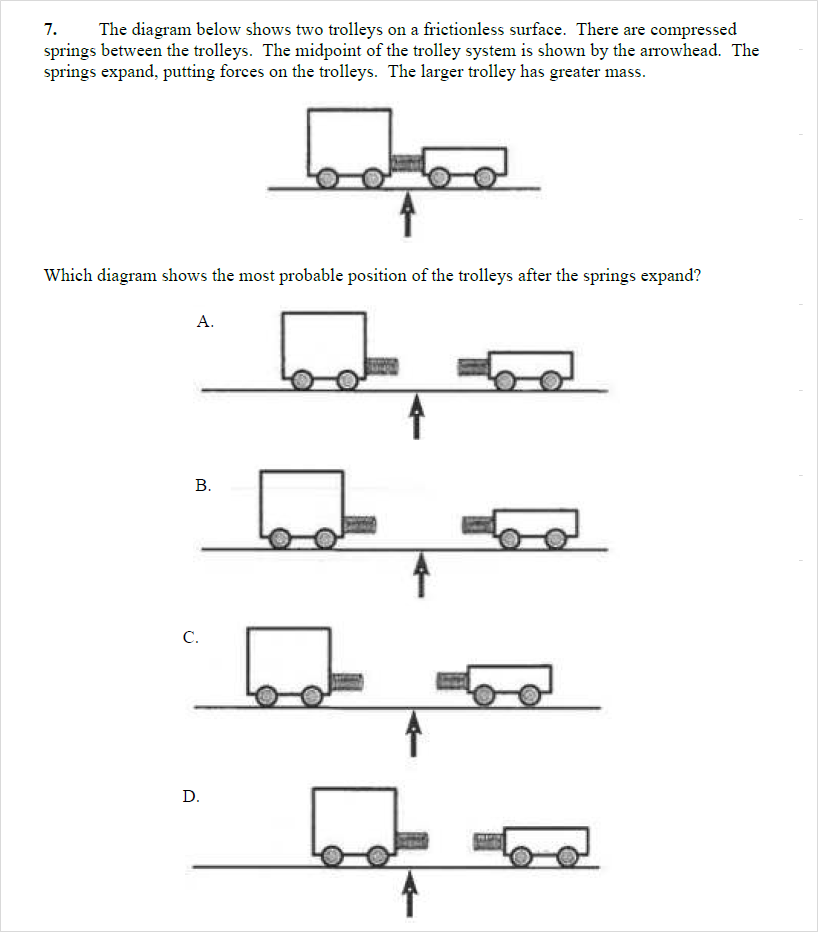 7. The diagram below shows two trolleys on a frictionless surface. There are compressed
springs between the trolleys. The midpoint of the trolley system is shown by the arrowhead. The
springs expand, putting forces on the trolleys. The larger trolley has greater mass.
Which diagram shows the most probable position of the trolleys after the springs expand?
A.
B.
C.
D.